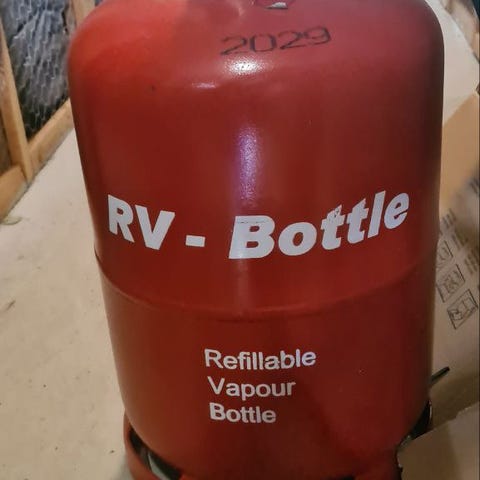 2029
RV - Bottle
Refillable
Vapour
Bottle